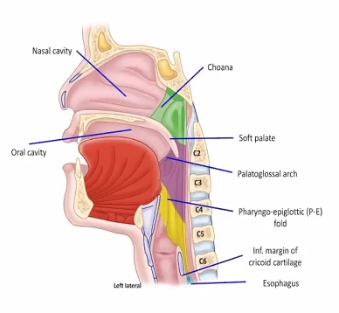 Nasal cavity
Choana
Oral cavity
Soft palate
C2
Palatoglossal arch
C3
Pharyngo-epiglottic (P-E)
fold
C4
C5
Inf. margin of
cricoid cartilage
C6
Left lateral
Esophagus